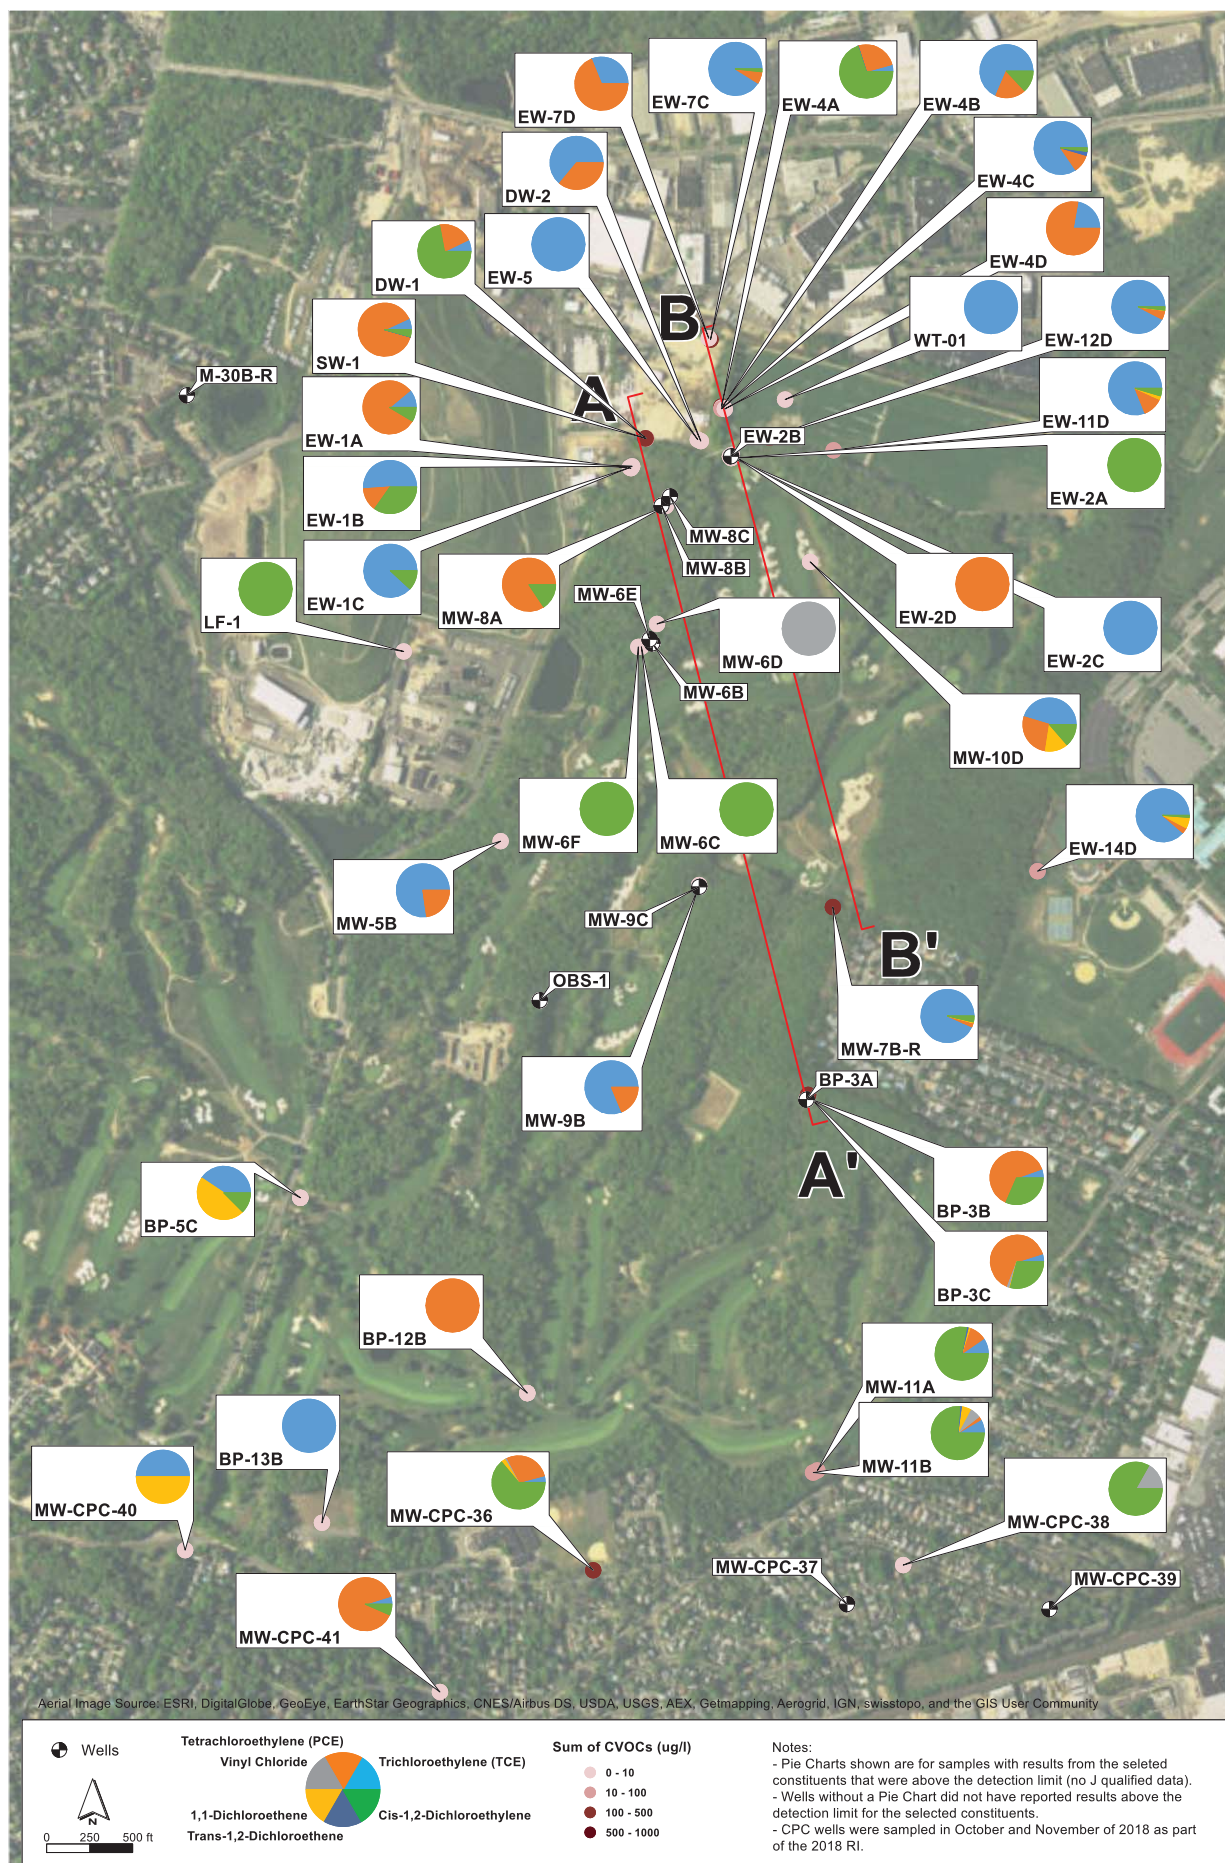 EW-7D
EW-7C
EW-4A
EW-4B
DW-2
EW-4C
DW-1
EW-5
EW-4D
SW-1
B
WT-01
EW-12D
M-30B-R
A
EW-1A
EW-2B
EW-11D
EW-1B
EW-2A
MW-8C
MW-8B
EW-1C
MW-8A
MW-6E
LF-1
EW-2D
MW-6D
EW-2C
MW-6B
MW-10D
MW-6F
MW-6C
EW-14D
MW-5B
MW-9C
B'
OBS-1
MW-7B-R
BP-3A
MW-9B
A'
BP-5C
BP-3B
BP-3C
BP-12B
MW-11A
BP-13B
MW-11B
MW-CPC-40
MW-CPC-36
MW-CPC-38
MW-CPC-37
MW-CPC-39
MW-CPC-41
Aerial Image Source: ESRI, DigitalGlobe, GeoEye, EarthStar Geographics, CNES/Airbus DS, USDA, USGS, AEX, Getmapping, Aerogrid, IGN, swisstopo, and the GIS User Community
Wells
N
0 250 500 ft
Tetrachloroethylene (PCE)
Vinyl Chloride
Trichloroethylene (TCE)
1,1-Dichloroethene
Cis-1,2-Dichloroethylene
Trans-1,2-Dichloroethene
Sum of CVOCs (ug/l)
0 - 10
10 - 100
100 - 500
500 - 1000
Notes:
- Pie Charts shown are for samples with results from the seleted
constituents that were above the detection limit (no J qualified data).
- Wells without a Pie Chart did not have reported results above the
detection limit for the selected constituents.
- CPC wells were sampled in October and November of 2018 as part
of the 2018 RI.